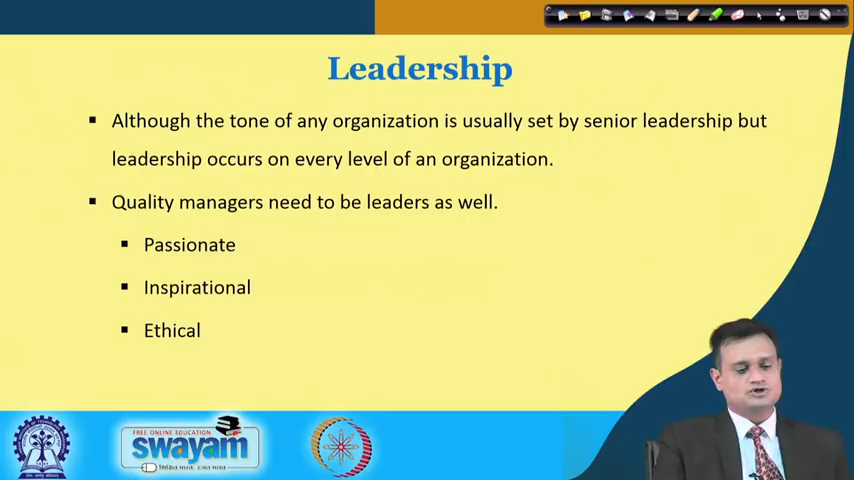 Leadership
Although the tone of any organization is usually set by senior leadership but
leadership occurs on every level of an organization.
Quality managers need to be leaders as well.
Passionate
Inspirational
Ethical
FREE ONLINE EDUCATION
swayam